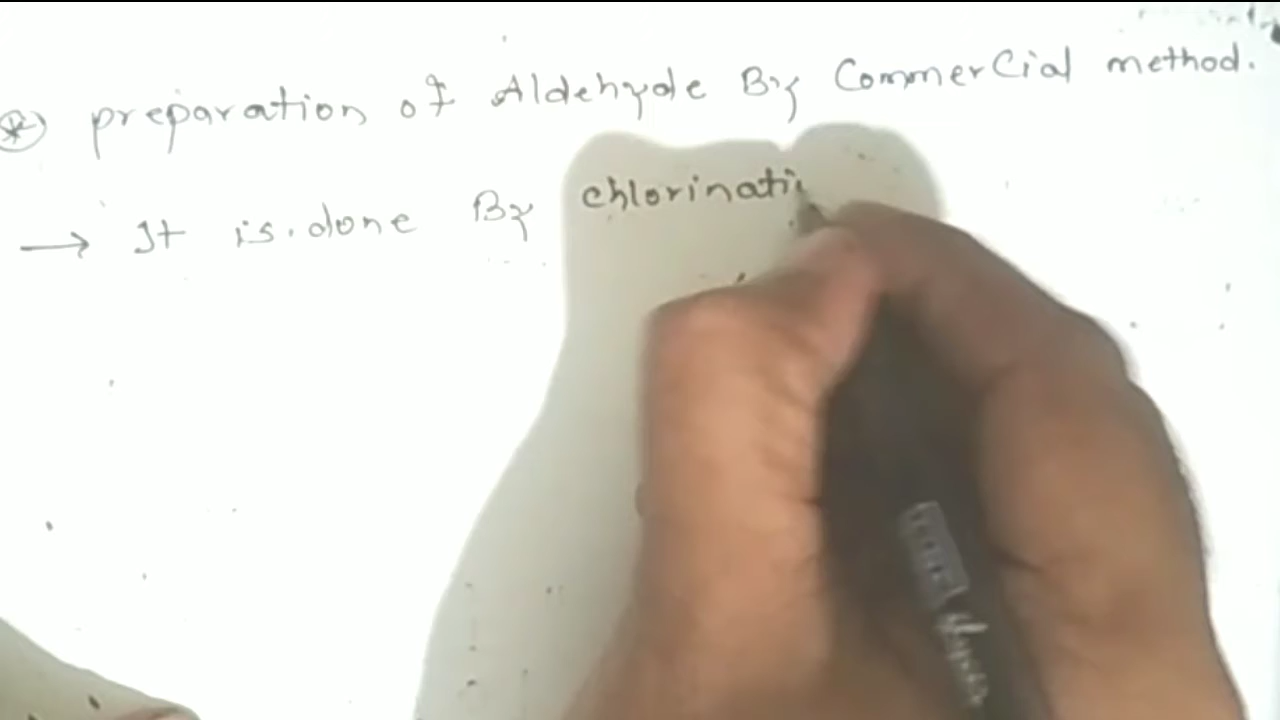 * preparation of Aldehyde By Commercial method.
→ It is. done By chlorinati